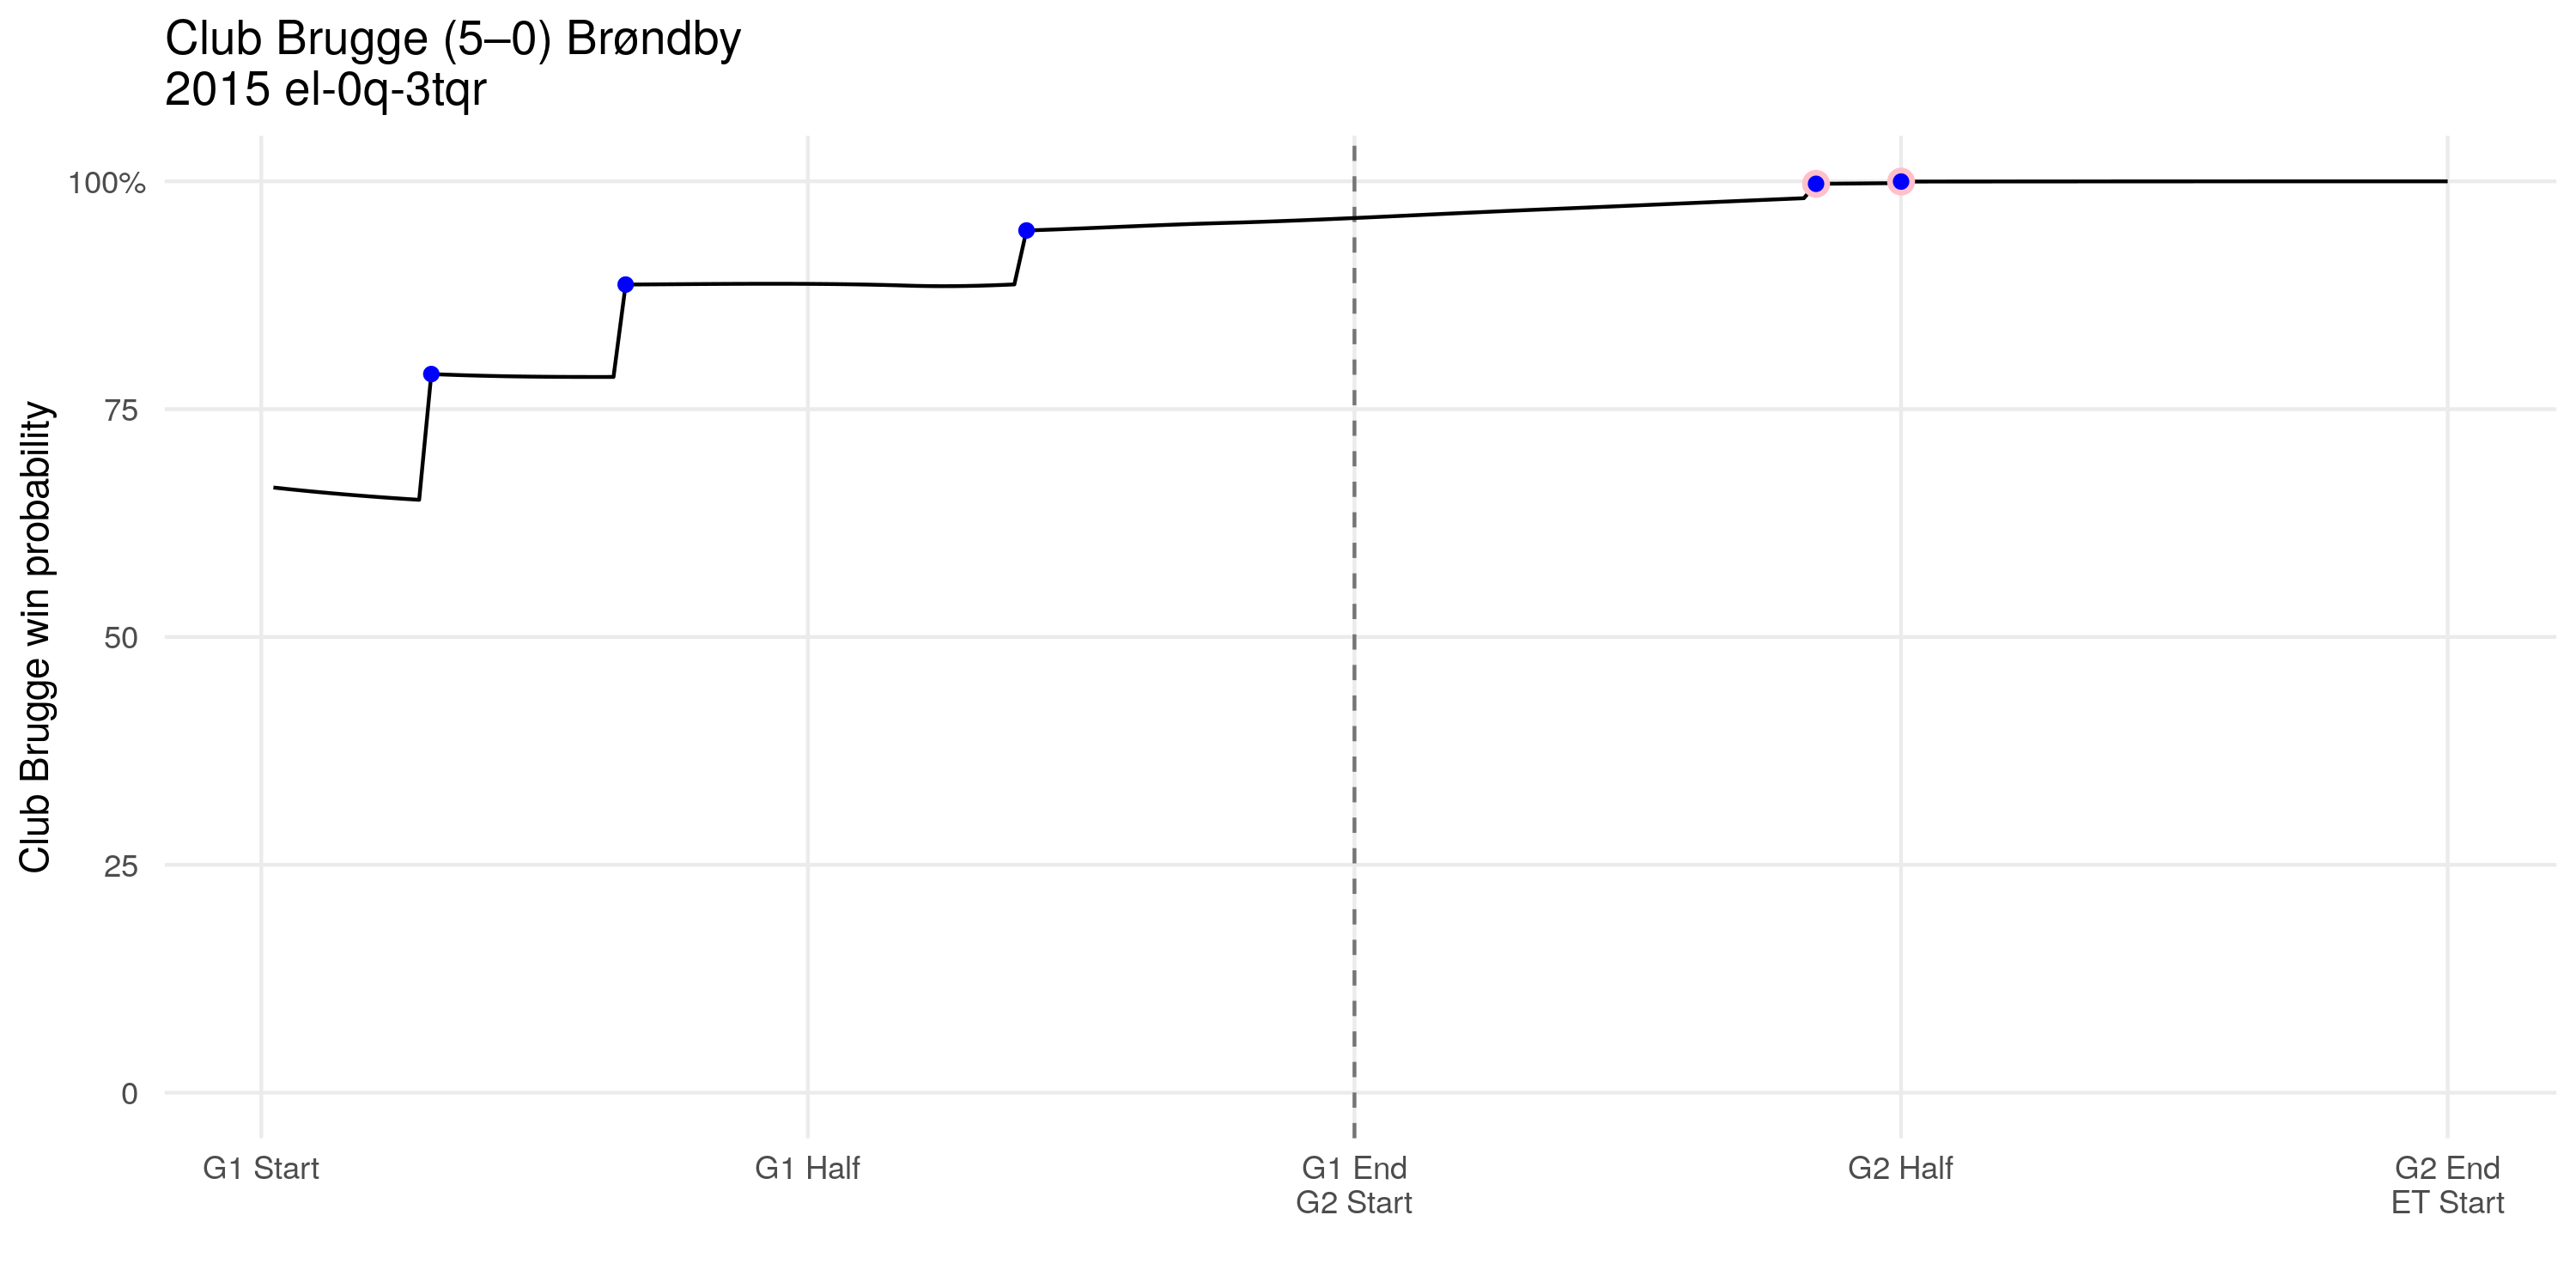 Club Brugge (5–0) Brøndby
2015 el-0q-3tqr
Club Brugge win probability
100%
75
50
25
0
G1 Start
G1 Half
G1 End
G2 Start
G2 Half
G2 End
ET Start